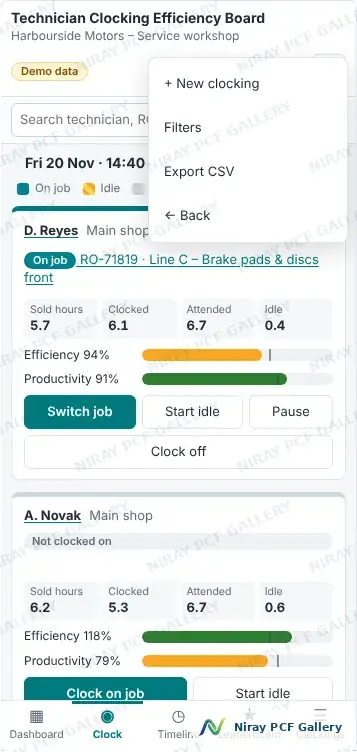 Technician Clocking Efficiency Board
Harbourside Motors – Service workshop
Demo data
+ New clocking
Filters
Export CSV
← Back
Search technician, RO
Fri 20 Nov · 14:40
On job
Idle
D. Reyes Main shop
On job RO-71819 · Line C – Brake pads & discs
front
Sold hours Clocked Attended Idle
5.7 6.1 6.7 0.4
Efficiency 94%
Productivity 91%
Switch job Start idle Pause
Clock off
A. Novak Main shop
Not clocked on
Sold hours Clocked Attended Idle
6.2 5.3 6.7 0.6
Efficiency 118%
Productivity 79%
Clock on job Start idle
Dashboard Clock Timelin
Niray PCF Gallery
NIRAY PCF GALLERY